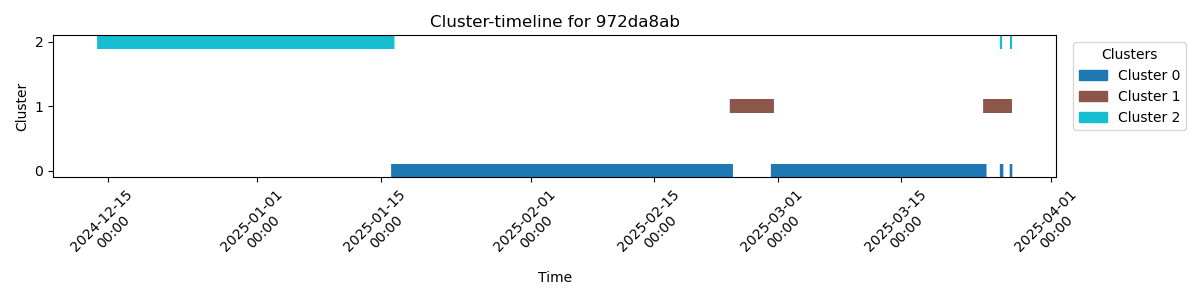 Cluster-timeline for 972da8ab
Cluster
2
1
0
2024-12-15
00:00
2025-01-01
00:00
2025-01-15
00:00
2025-02-01
00:00
2025-02-15
00:00
2025-03-01
00:00
2025-03-15
00:00
2025-04-01
00:00
Time
Clusters
Cluster 0
Cluster 1
Cluster 2